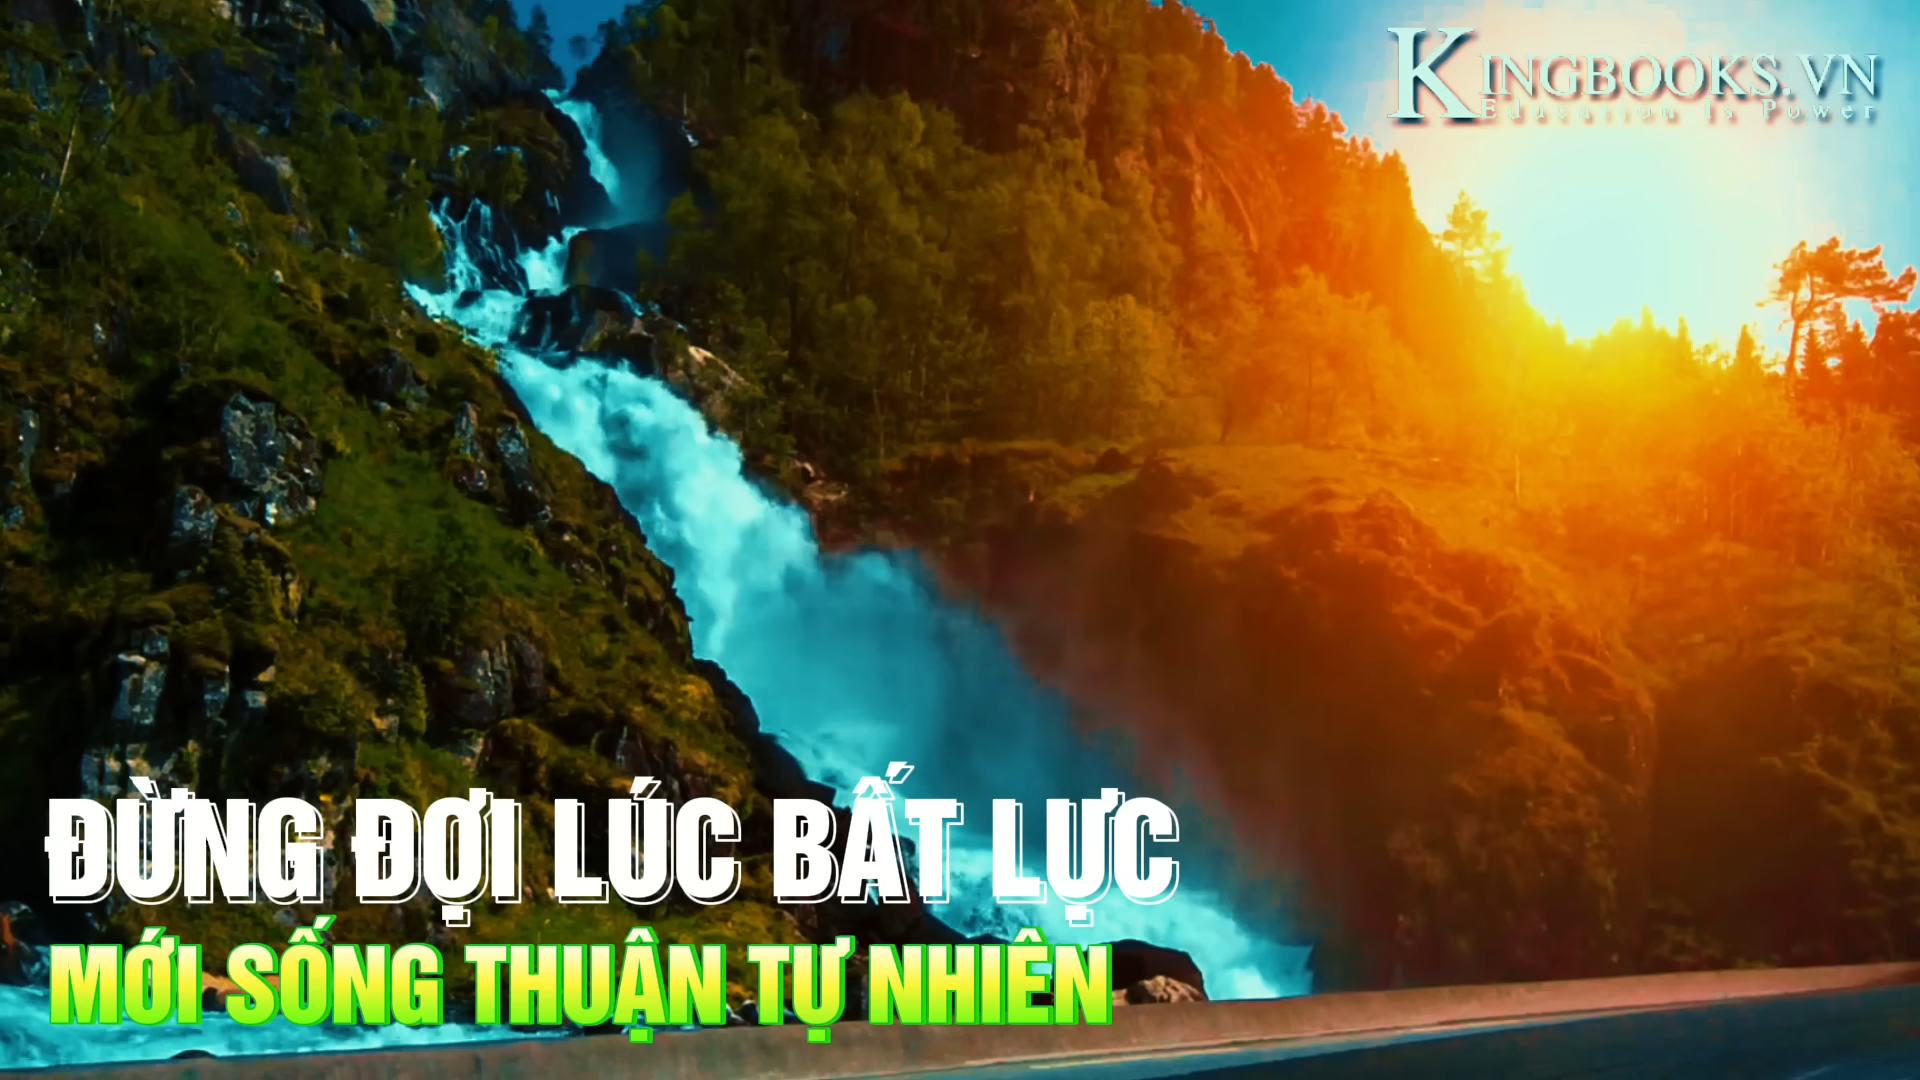 KINGBOOKS.VN
Education Is Power
ĐỪNG ĐỢI LÚC BẤT LỰC
MỚI SỐNG THUẬN TỰ NHIÊN